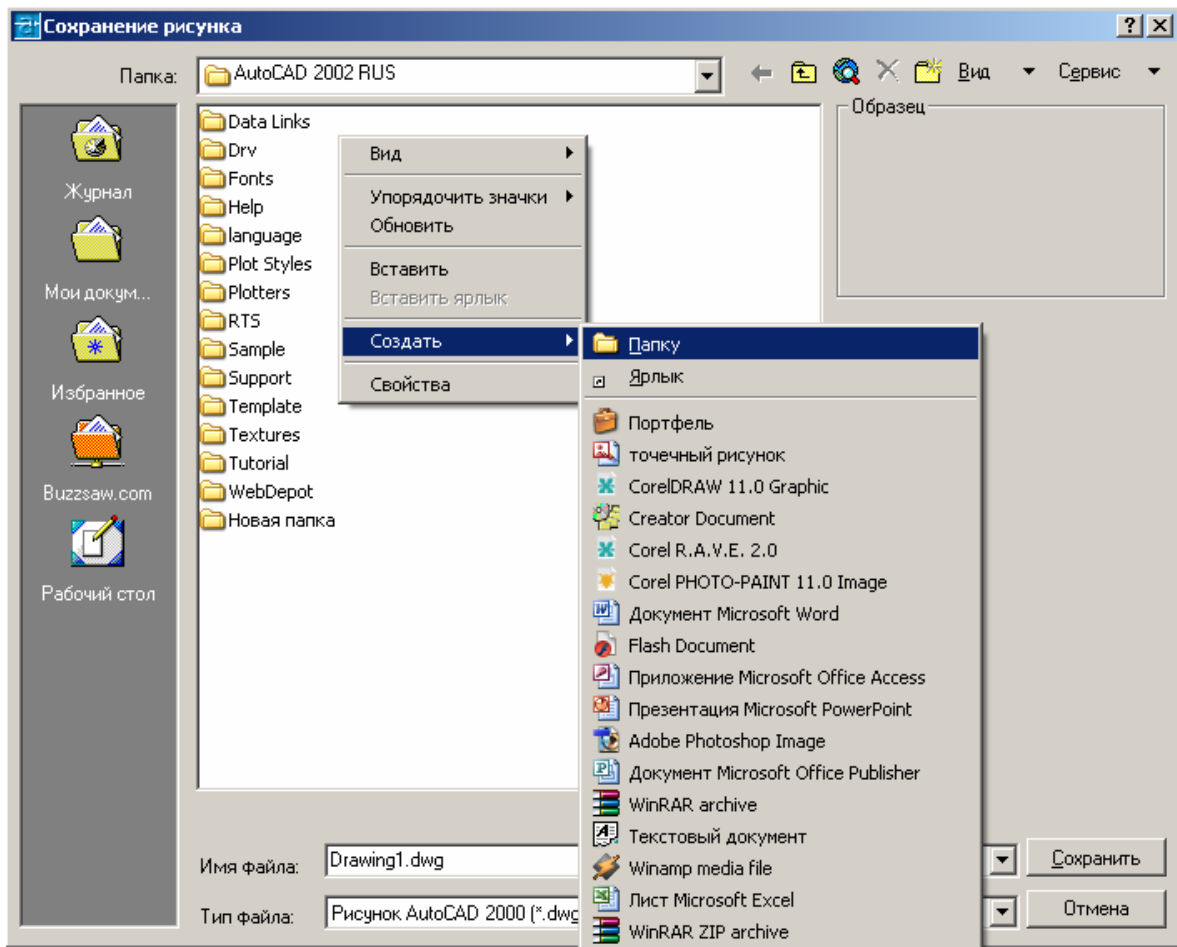 Сохранение рисунка
Папка:
AutoCAD 2002 RUS
Вид
Сервис
Журнал
Мои докум...
Избранное
Buzzsaw.com
Рабочий стол
Data Links
Drv
Fonts
Help
language
Plot Styles
Plotters
RTS
Sample
Support
Template
Textures
Tutorial
WebDepot
Новая папка
Образец
Вид
Упорядочить значки
Обновить
Вставить
Вставить ярлык
Создать
Свойства
Папку
Ярлык
Портфель
точечный рисунок
CorelDRAW 11.0 Graphic
Creator Document
Corel R.A.V.E. 2.0
Corel PHOTO-PAINT 11.0 Image
Документ Microsoft Word
Flash Document
Приложение Microsoft Office Access
Презентация Microsoft PowerPoint
Adobe Photoshop Image
Документ Microsoft Office Publisher
WinRAR archive
Текстовый документ
Winamp media file
Лист Microsoft Excel
WinRAR ZIP archive
Имя файла:
Drawing1.dwg
Сохранить
Тип файла:
Рисунок AutoCAD 2000 (*.dwg
Отмена